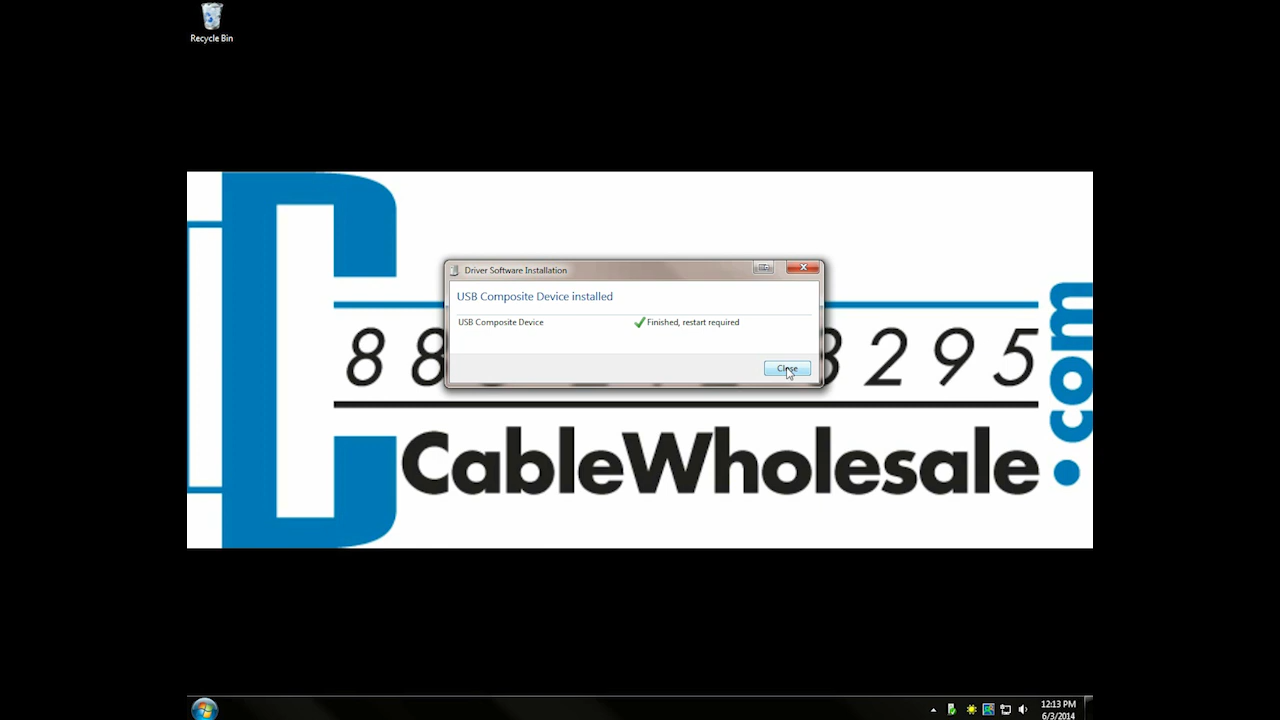 Recycle Bin
Driver Software Installation
USB Composite Device installed
USB Composite Device
Finished, restart required
Close
8 8
8 2 9 5
CableWholesale
.com
12:13 PM
6/3/2014